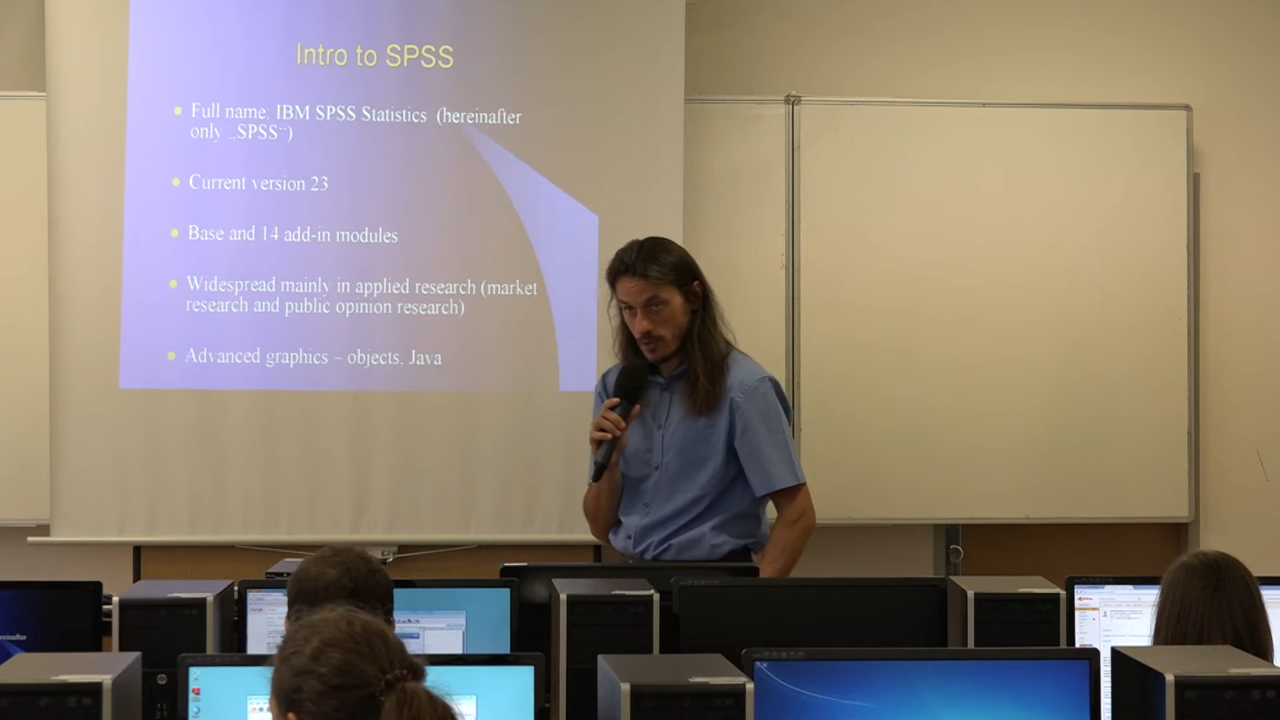 Intro to SPSS
Full name: IBM SPSS Statistics (hereinafter
only „SPSS“)
Current version 23
Base and 14 add-in modules
Widespread mainly in applied research (market
research and public opinion research)
Advanced graphics – objects, Java